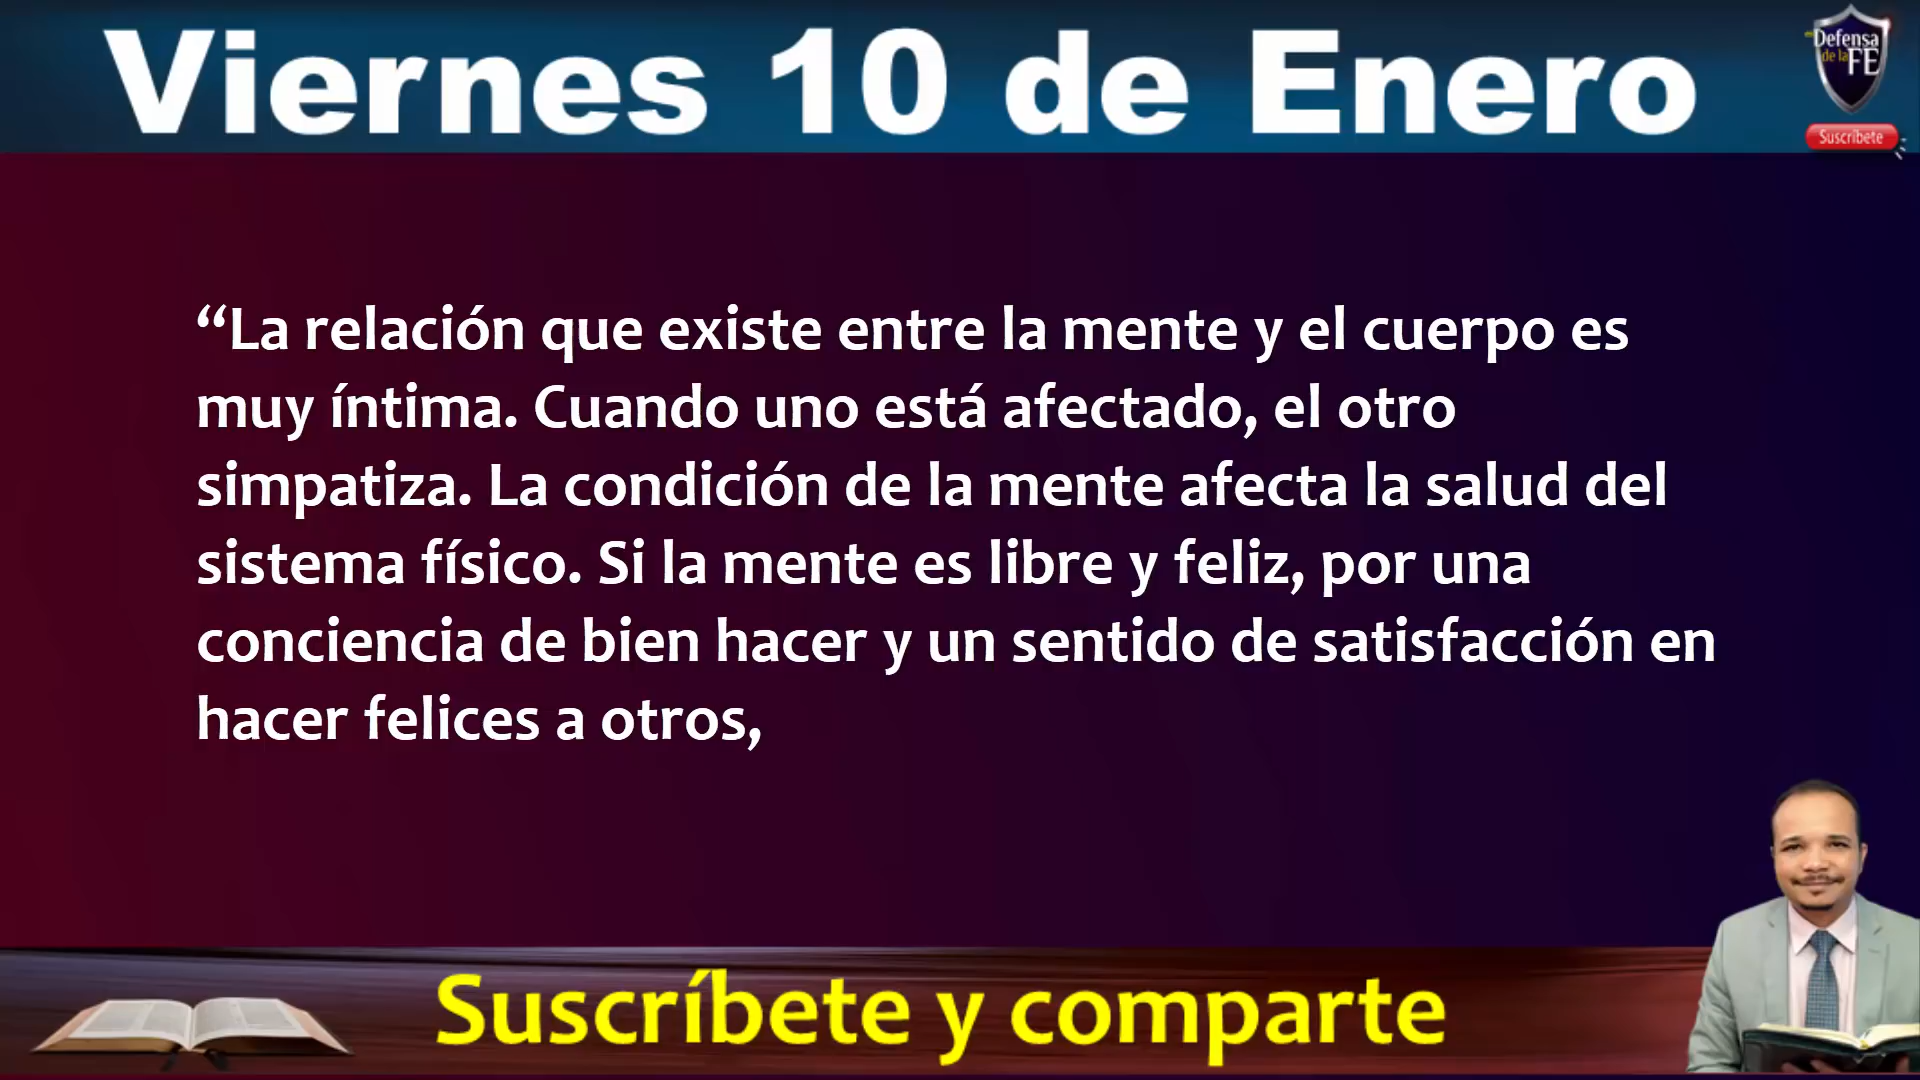 Viernes 10 de Enero
Defensa
de la FE
Suscríbete
“La relación que existe entre la mente y el cuerpo es
muy íntima. Cuando uno está afectado, el otro
simpatiza. La condición de la mente afecta la salud del
sistema físico. Si la mente es libre y feliz, por una
conciencia de bien hacer y un sentido de satisfacción en
hacer felices a otros,
Suscríbete y comparte